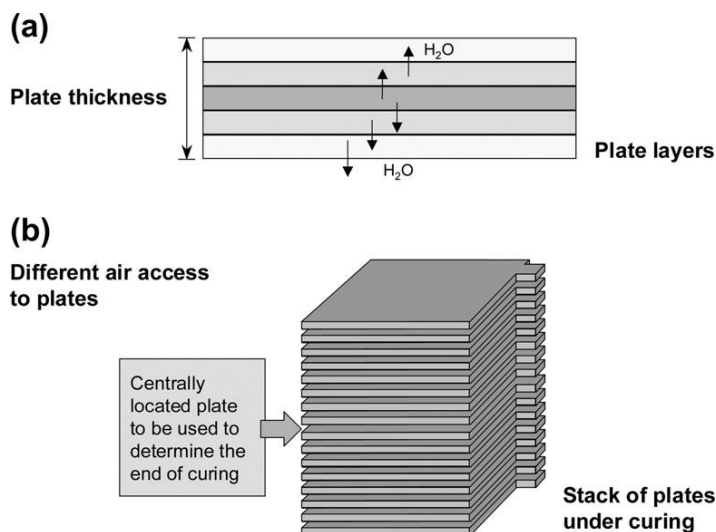 (a)
H₂O
Plate thickness
Plate layers
H₂O
(b)
Different air access
to plates
Centrally
located plate
to be used to
determine the
end of curing
Stack of plates
under curing